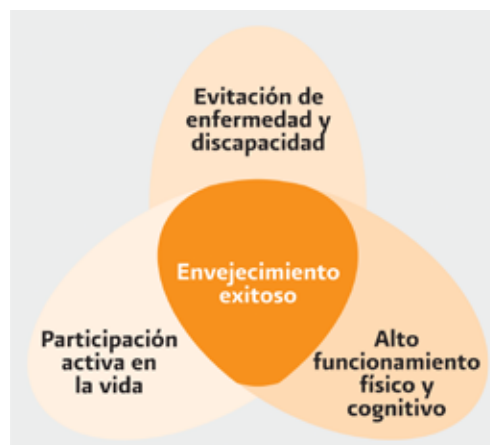 Evitación de
enfermedad y
discapacidad
Envejecimiento
exitoso
Participación
activa en
la vida
Alto
funcionamiento
físico y
cognitivo